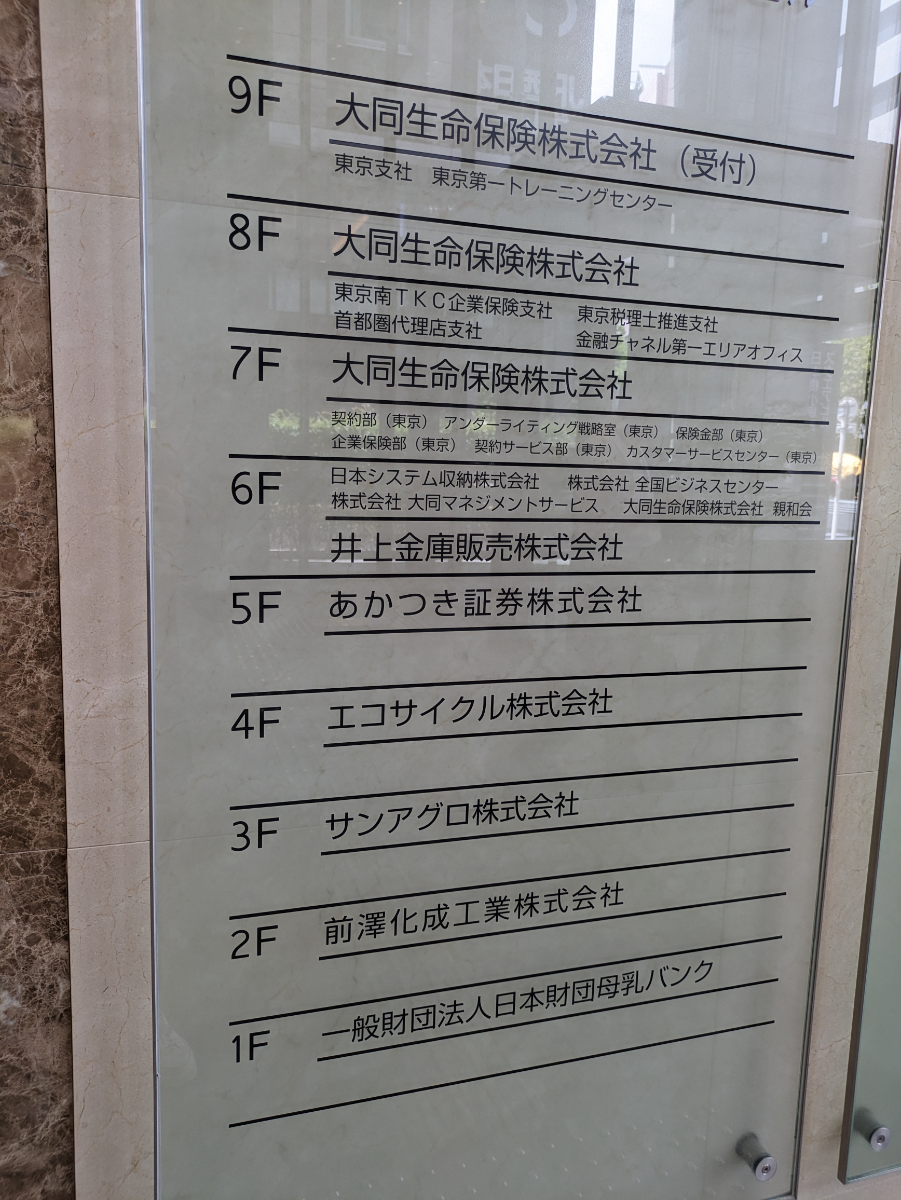 9F 大同生命保険株式会社（受付）
東京支社 東京第一トレーニングセンター
8F 大同生命保険株式会社
東京南TKC企業保険支社 東京税理士推進支社
首都圏代理店支社 金融チャネル第一エリアオフィス
7F 大同生命保険株式会社
契約部（東京） アンダーライティング戦略室（東京） 保険金部（東京）
企業保険部（東京） 契約サービス部（東京） カスタマーサービスセンター（東京）
6F 日本システム収納株式会社 株式会社 全国ビジネスセンター
株式会社 大同マネジメントサービス 大同生命保険株式会社 親和会
井上金庫販売株式会社
5F あかつき証券株式会社
4F エコサイクル株式会社
3F サンアグロ株式会社
2F 前澤化成工業株式会社
1F 一般財団法人日本財団母乳バンク